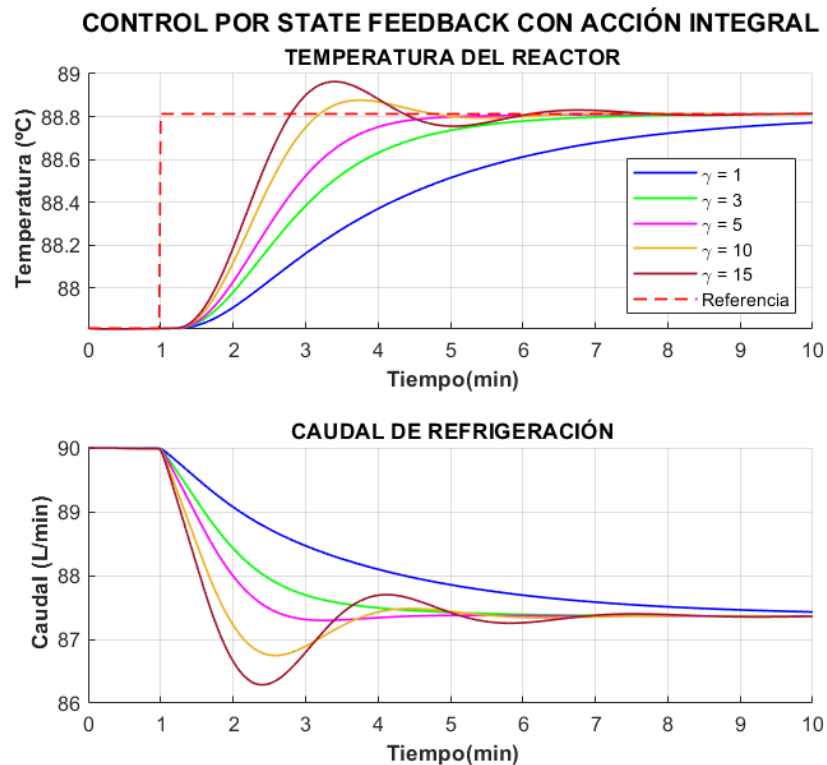 CONTROL POR STATE FEEDBACK CON ACCIÓN INTEGRAL
TEMPERATURA DEL REACTOR
Temperatura (ºC)
89
88.8
88.6
88.4
88.2
88
0 1 2 3 4 5 6 7 8 9 10
Tiempo(min)
γ = 1
γ = 3
γ = 5
γ = 10
γ = 15
Referencia
CAUDAL DE REFRIGERACIÓN
Caudal (L/min)
90
89
88
87
86
0 1 2 3 4 5 6 7 8 9 10
Tiempo(min)